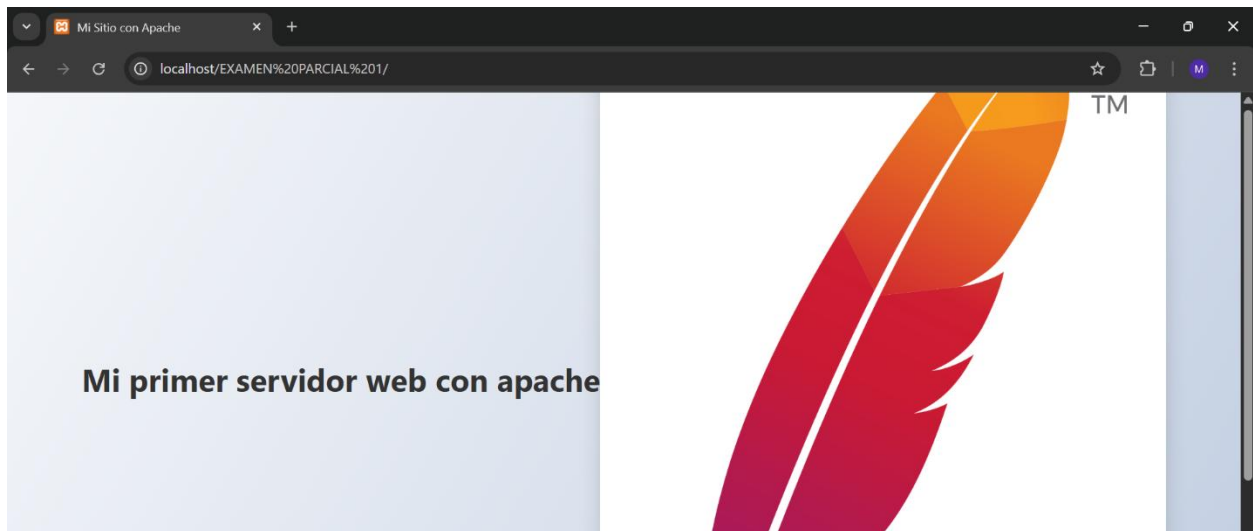 Mi Sitio con Apache
localhost/EXAMEN%20PARCIAL%201/
M
TM
Mi primer servidor web con apache